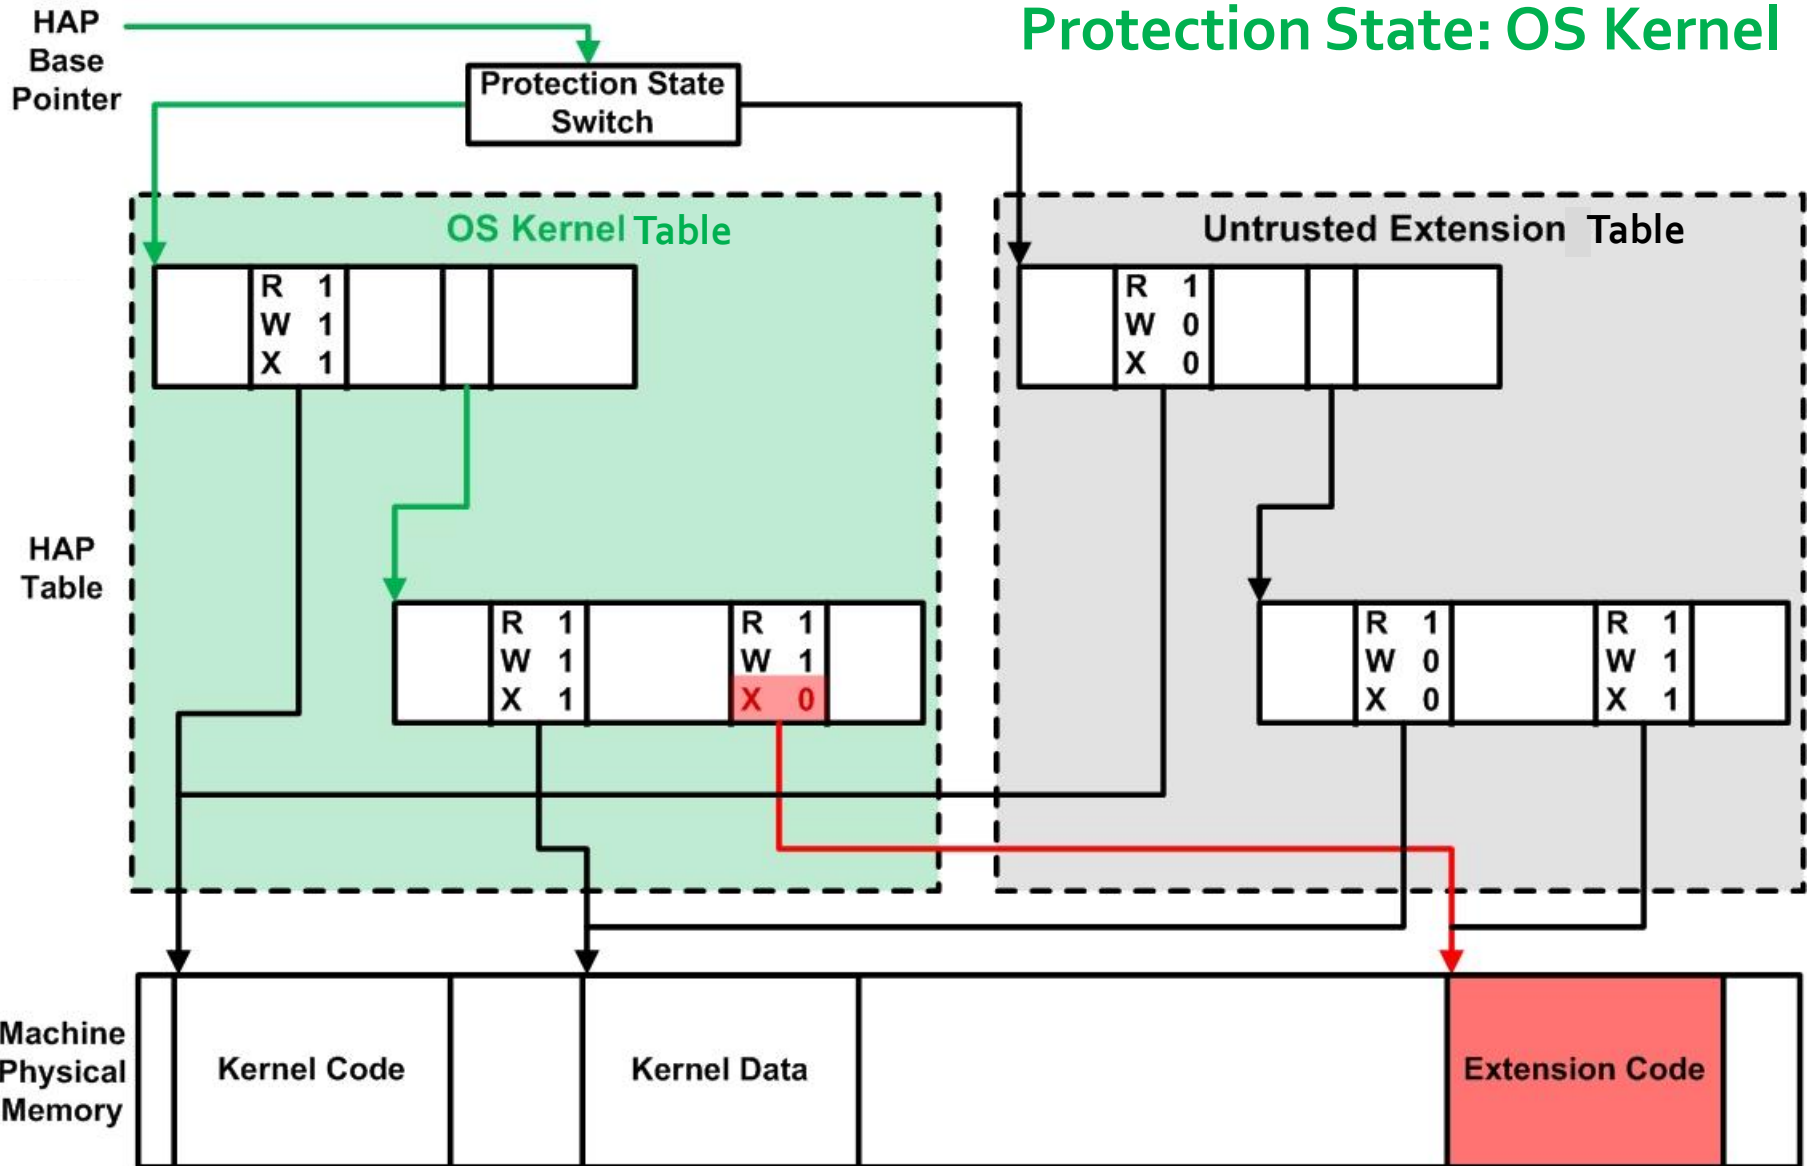 Protection State: OS Kernel
HAP
Base
Pointer
Protection State
Switch
OS Kernel Table
Untrusted Extension Table
R 1
W 1
X 1
R 1
W 0
X 0
HAP
Table
R 1
W 1
X 1
R 1
W 1
X 0
R 1
W 0
X 0
R 1
W 1
X 1
Machine
Physical
Memory
Kernel Code
Kernel Data
Extension Code